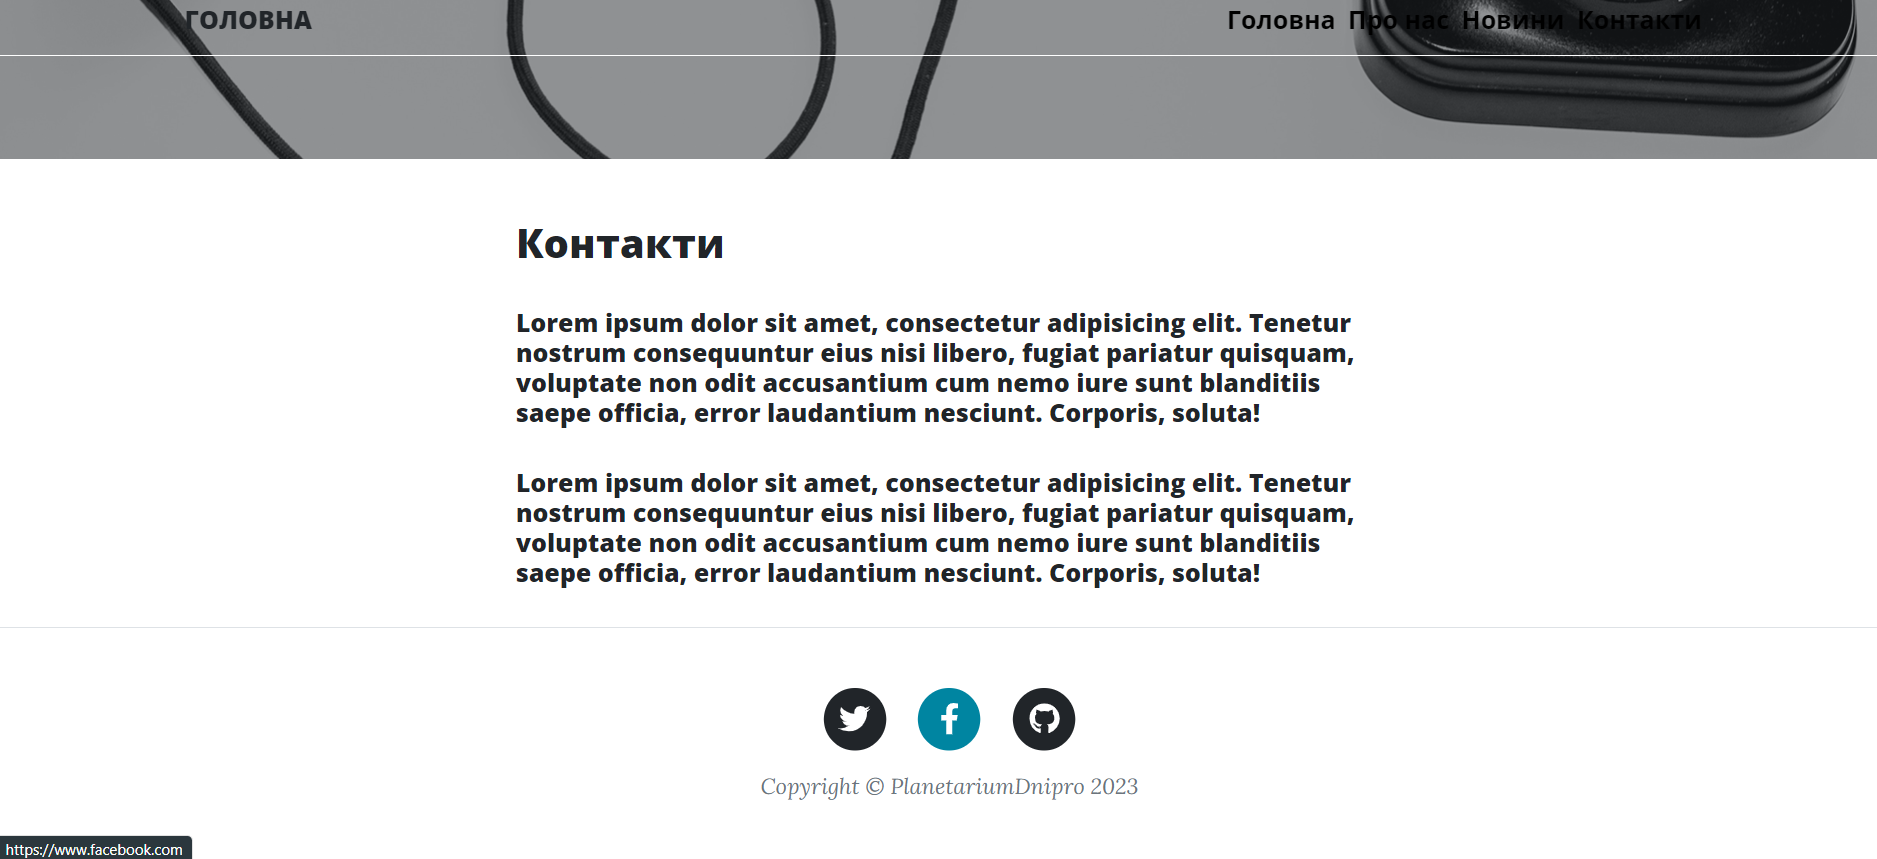 ГОЛОВНА
Головна Про нас Новини Контакти
Контакти
Lorem ipsum dolor sit amet, consectetur adipisicing elit. Tenetur
nostrum consequuntur eius nisi libero, fugiat pariatur quisquam,
voluptate non odit accusantium cum nemo iure sunt blanditiis
saepe officia, error laudantium nesciunt. Corporis, soluta!
Lorem ipsum dolor sit amet, consectetur adipisicing elit. Tenetur
nostrum consequuntur eius nisi libero, fugiat pariatur quisquam,
voluptate non odit accusantium cum nemo iure sunt blanditiis
saepe officia, error laudantium nesciunt. Corporis, soluta!
Copyright © PlanetariumDnipro 2023
https://www.facebook.com